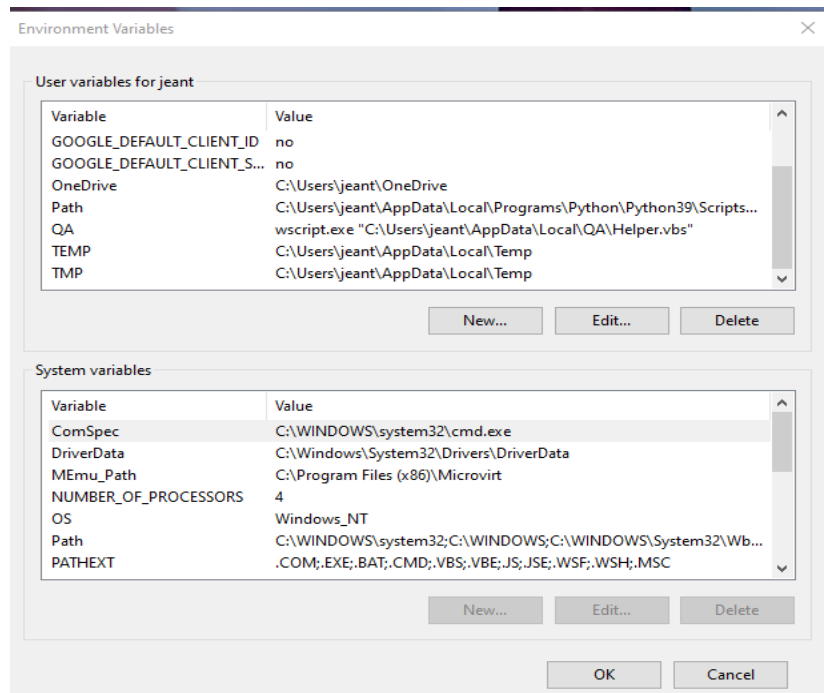 Environment Variables
User variables for jeant
Variable Value
GOOGLE_DEFAULT_CLIENT_ID no
GOOGLE_DEFAULT_CLIENT_S... no
OneDrive C:\Users\jeant\OneDrive
Path C:\Users\jeant\AppData\Local\Programs\Python\Python39\Scripts...
QA wscript.exe "C:\Users\jeant\AppData\Local\QA\Helper.vbs"
TEMP C:\Users\jeant\AppData\Local\Temp
TMP C:\Users\jeant\AppData\Local\Temp
New... Edit... Delete
System variables
Variable Value
ComSpec C:\WINDOWS\system32\cmd.exe
DriverData C:\Windows\System32\Drivers\DriverData
MEmu_Path C:\Program Files (x86)\Microvirt
NUMBER_OF_PROCESSORS 4
OS Windows_NT
Path C:\WINDOWS\system32;C:\WINDOWS;C:\WINDOWS\System32\Wb...
PATHEXT .COM;.EXE;.BAT;.CMD;.VBS;.VBE;.JS;.JSE;.WSF;.WSH;.MSC
New... Edit... Delete
OK Cancel